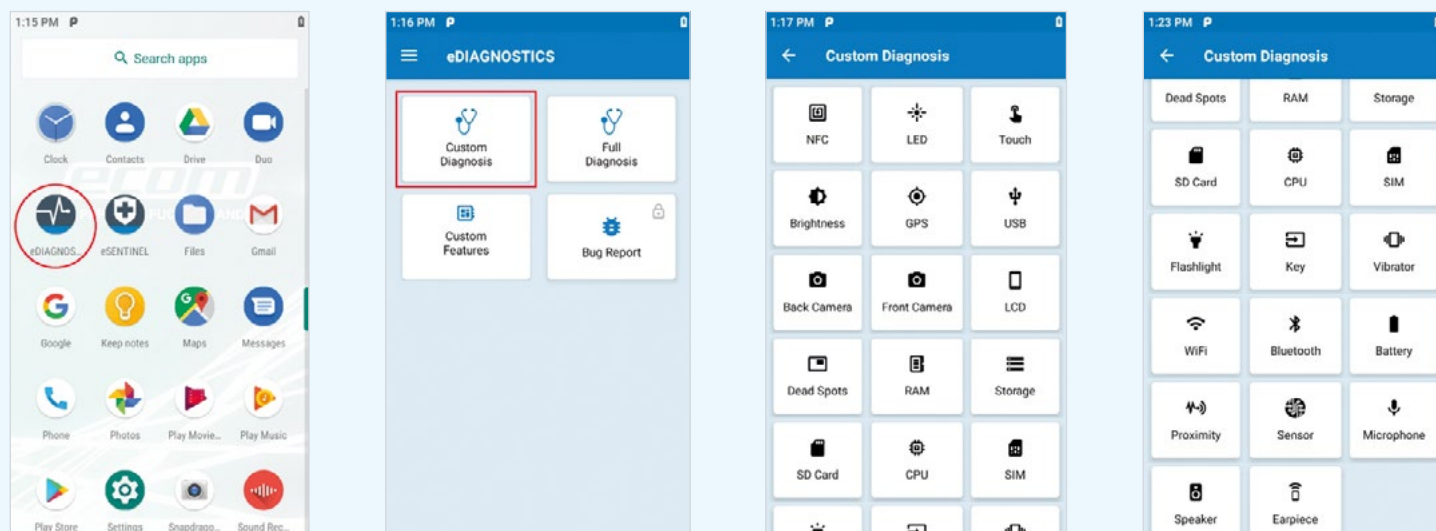 1:15 PM
Search apps
Clock Contacts Drive Duo
ecom
eDIAGNOS... eSENTINEL Files Gmail
Google Keep notes Maps Messages
Phone Photos Play Movie... Play Music
Play Store Settings Snapdrago... Sound Rec...
1:16 PM
eDIAGNOSTICS
Custom
Diagnosis
Full
Diagnosis
Custom
Features
Bug Report
1:17 PM
Custom Diagnosis
NFC LED Touch
Brightness GPS USB
Back Camera Front Camera LCD
Dead Spots RAM Storage
SD Card CPU SIM
1:23 PM
Custom Diagnosis
Dead Spots RAM Storage
SD Card CPU SIM
Flashlight Key Vibrator
WiFi Bluetooth Battery
Proximity Sensor Microphone
Speaker Earpiece